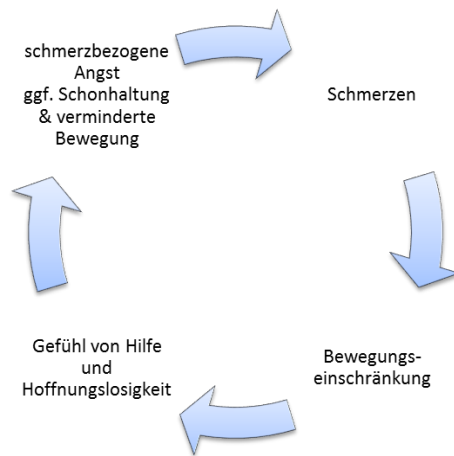 schmerzbezogene
Angst
ggf. Schonhaltung
& verminderte
Bewegung
Schmerzen
Bewegungs-
einschränkung
Gefühl von Hilfe
und
Hoffnungslosigkeit